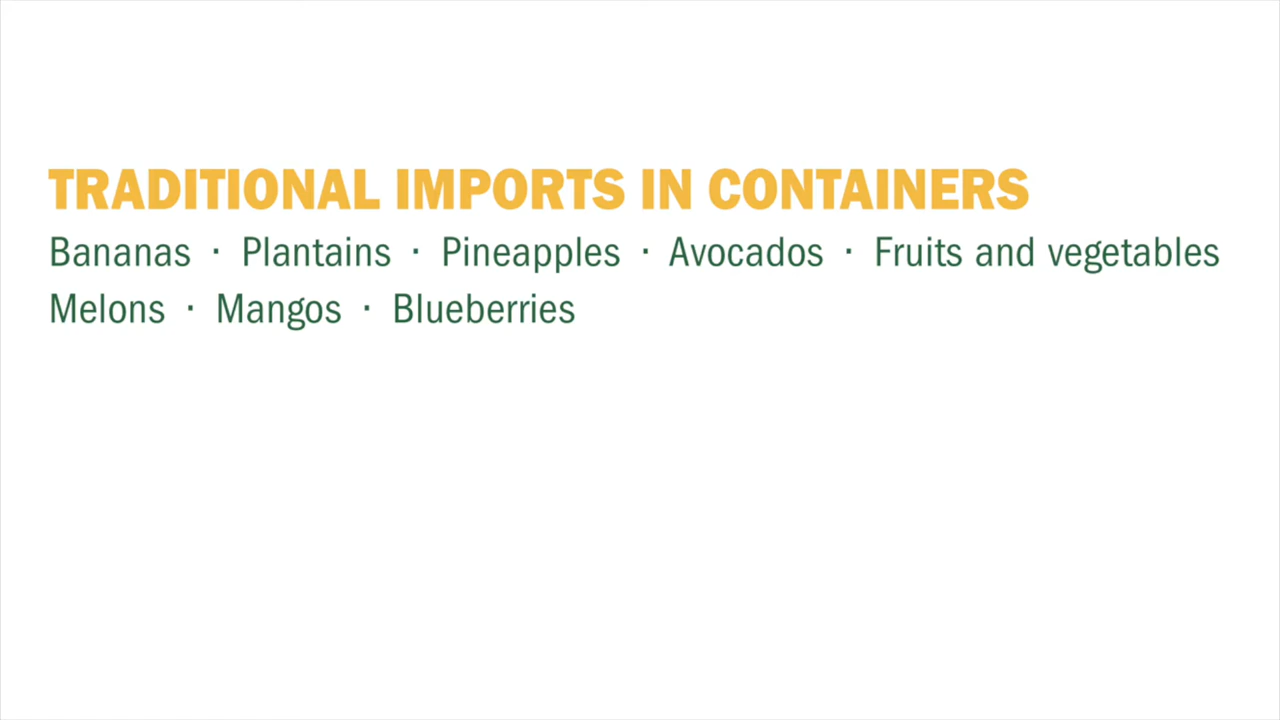 TRADITIONAL IMPORTS IN CONTAINERS
Bananas · Plantains · Pineapples · Avocados · Fruits and vegetables
Melons · Mangos · Blueberries